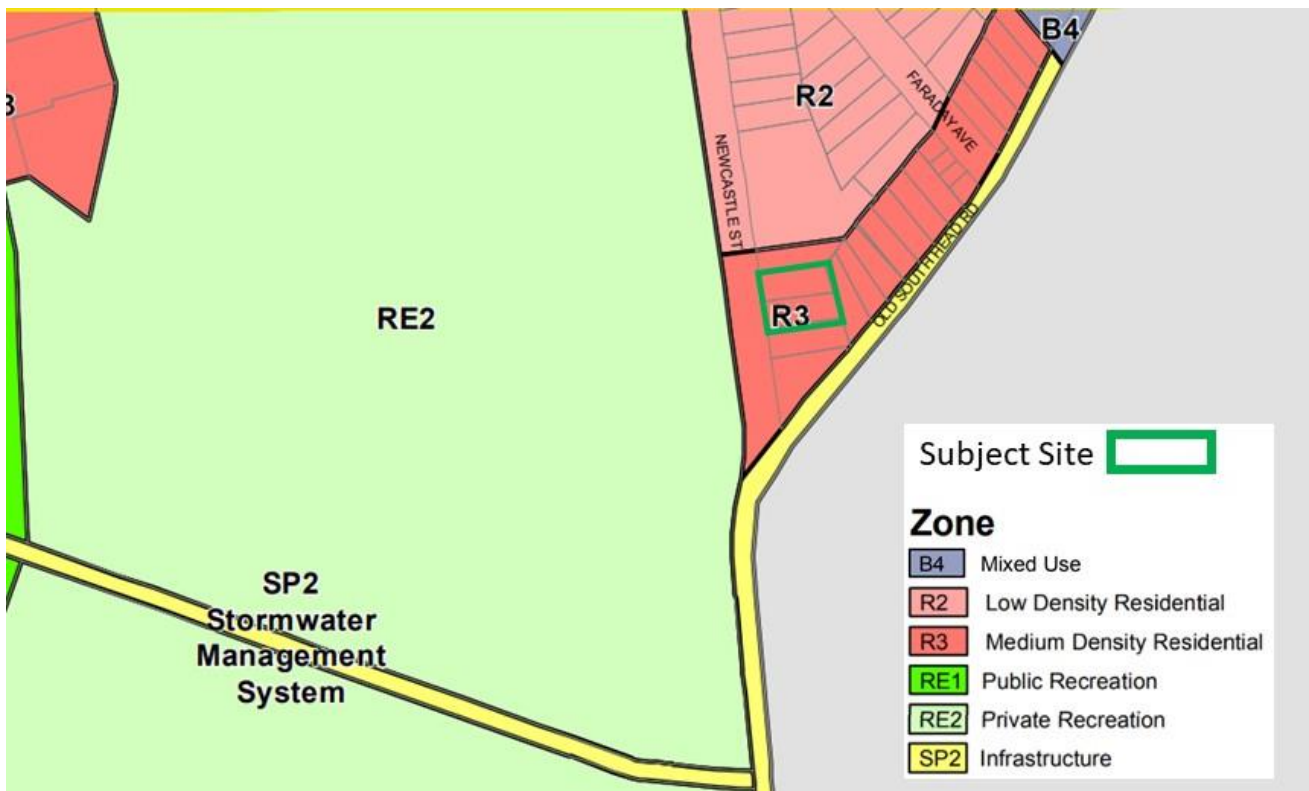 B4
R2
FARADAY AVE
NEWCASTLE ST
OLD SOUTH HEAD RD
R3
RE2
SP2
Stormwater
Management
System
Subject Site
Zone
B4 Mixed Use
R2 Low Density Residential
R3 Medium Density Residential
RE1 Public Recreation
RE2 Private Recreation
SP2 Infrastructure